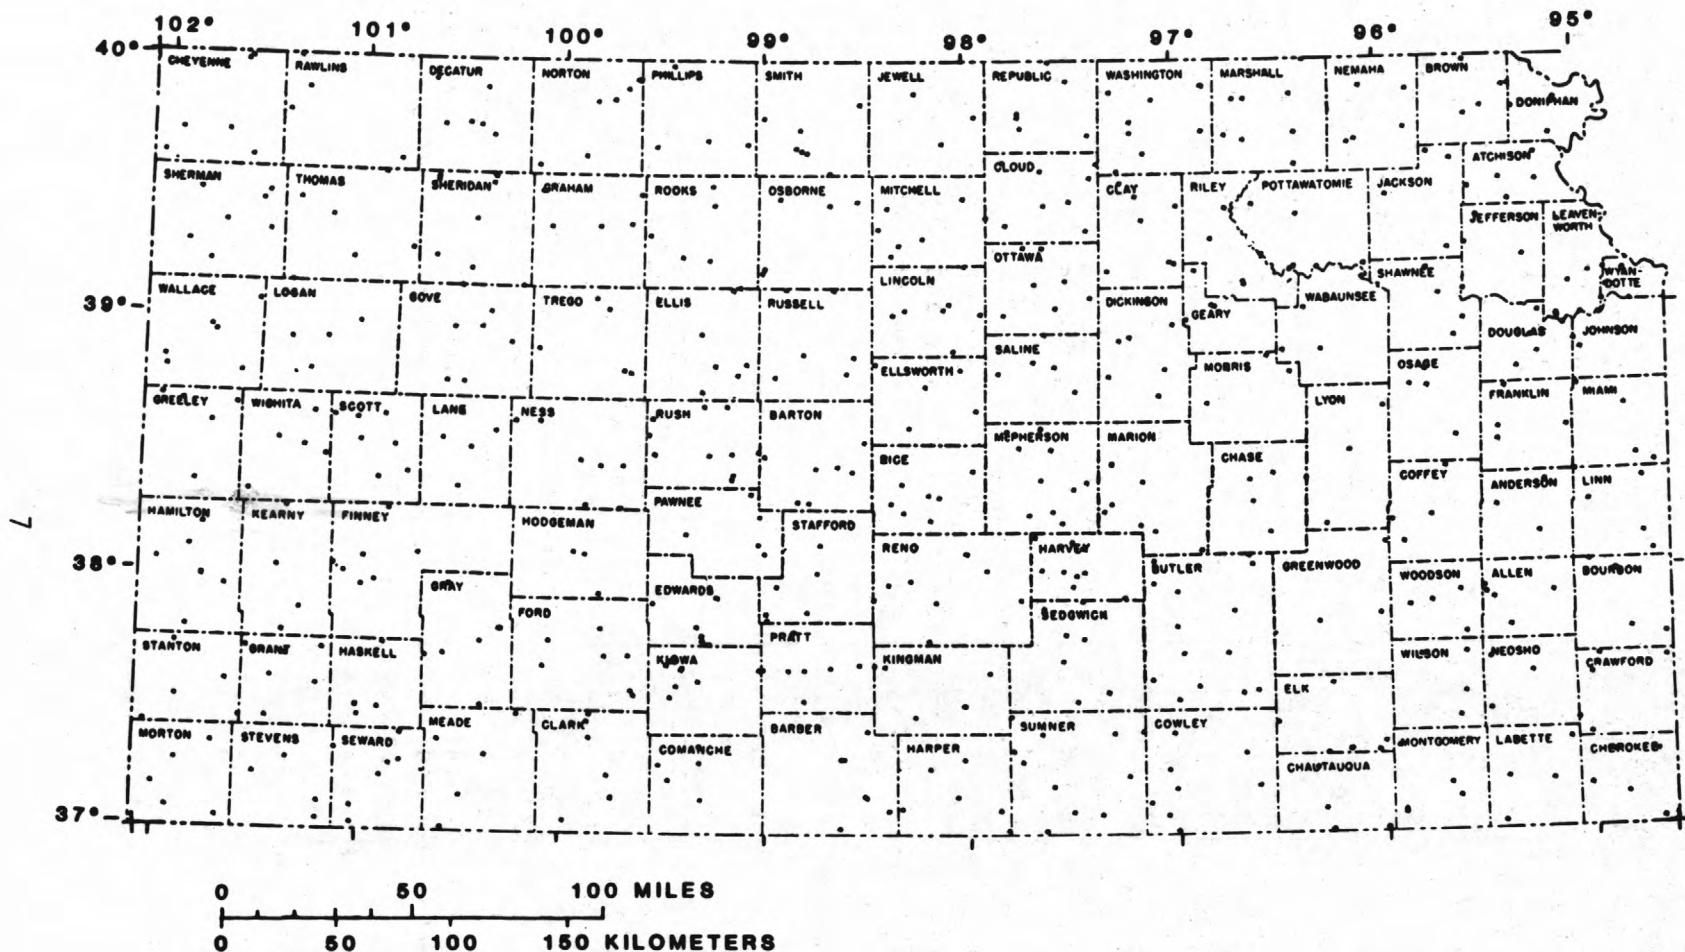 102° 101° 100° 99° 98° 97° 96° 95°
40°
CHEYENNE RAWLINS DECATUR NORTON PHILLIPS SMITH JEWELL REPUBLIC WASHINGTON MARSHALL NEMAHA BROWN
DONIPHAN
ATCHISON
CLOUD
SHERMAN THOMAS SHERIDAN GRAHAM ROOKS OSBORNE MITCHELL CLAY RILEY POTTAWATOMIE JACKSON
JEFFERSON LEAVEN-
WORTH
OTTAWA
SHAWNEE WYAN-
DOTTE
39°
WALLACE LOGAN GOVE TREGO ELLIS RUSSELL LINCOLN DICKINSON WABAUNSEE
GEARY
DOUGLAS JOHNSON
SALINE
ELLSWORTH MORRIS OSAGE
GREELEY WICHITA SCOTT LANE NESS RUSH BARTON LYON FRANKLIN MIAMI
MCPHERSON MARION
RICE CHASE
COFFEY ANDERSON LINN
PAWNEE
HAMILTON KEARNY FINNEY HODGEMAN STAFFORD
7
RENO HARVEY
38°
BUTLER GREENWOOD WOODSON ALLEN BOURBON
GRAY EDWARDS
FORD SEDGWICK
PRATT
STANTON GRANT HASKELL KIOWA KINGMAN WILSON NEOSHO CRAWFORD
ELK
MORTON STEVENS SEWARD MEADE CLARK COMANCHE BARBER HARPER SUMNER COWLEY
MONTGOMERY LABETTE CHEROKEE
CHAUTAUQUA
37°
0 50 100 MILES
0 50 100 150 KILOMETERS